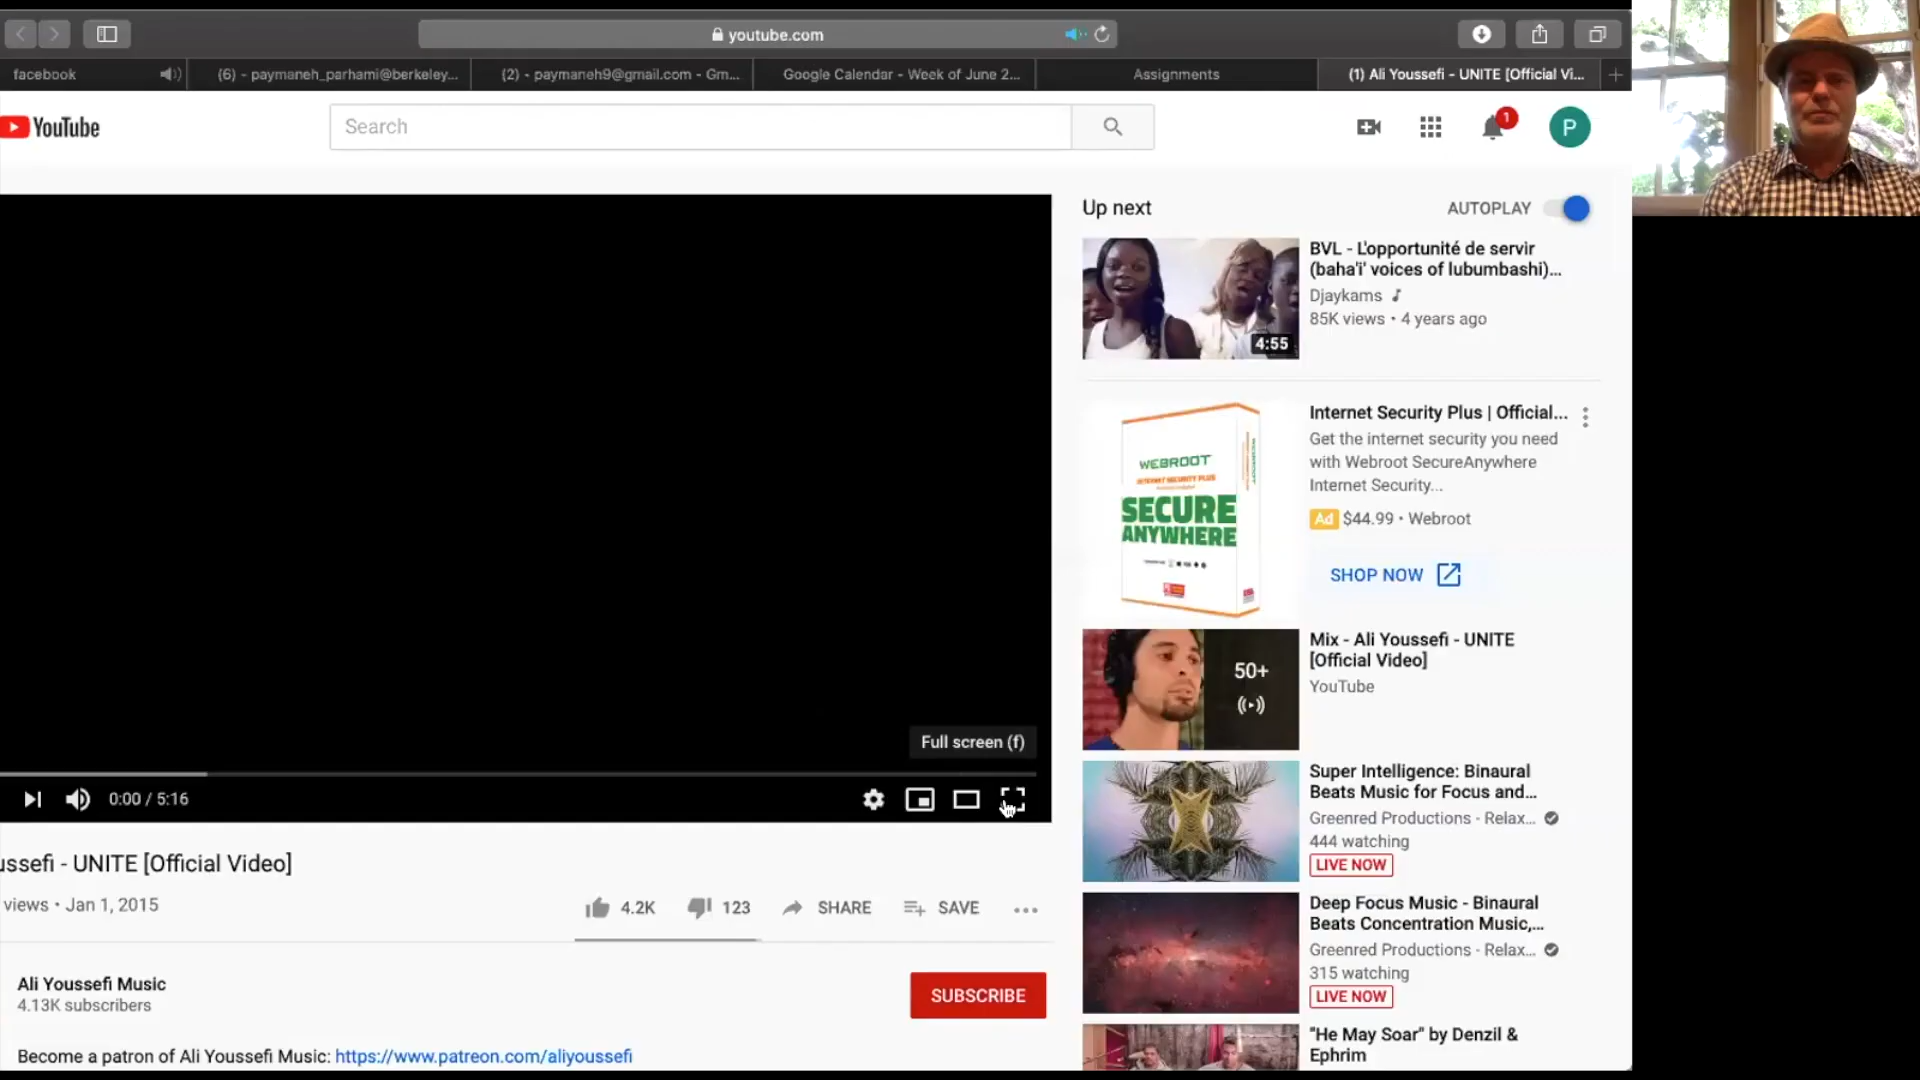 youtube.com
facebook
(6) - paymaneh_parhami@berkeley...
(2) - paymaneh9@gmail.com - Gm...
Google Calendar - Week of June 2...
Assignments
(1) Ali Youssefi - UNITE [Official Vi...
YouTube
Search
1
P
Up next
AUTOPLAY
BVL - L'opportunité de servir
(baha'i' voices of lubumbashi)...
Djaykams
85K views • 4 years ago
4:55
Internet Security Plus | Official...
Get the internet security you need
with Webroot SecureAnywhere
Internet Security...
Ad $44.99 • Webroot
SHOP NOW
WEBROOT
INTERNET SECURITY PLUS
SECURE
ANYWHERE
Mix - Ali Youssefi - UNITE
[Official Video]
YouTube
50+
Full screen (f)
0:00 / 5:16
Super Intelligence: Binaural
Beats Music for Focus and...
Greenred Productions - Relax...
444 watching
LIVE NOW
ussefi - UNITE [Official Video]
views • Jan 1, 2015
4.2K
123
SHARE
SAVE
Deep Focus Music - Binaural
Beats Concentration Music,...
Greenred Productions - Relax...
315 watching
LIVE NOW
Ali Youssefi Music
4.13K subscribers
SUBSCRIBE
"He May Soar" by Denzil &
Ephrim
Become a patron of Ali Youssefi Music: https://www.patreon.com/aliyoussefi